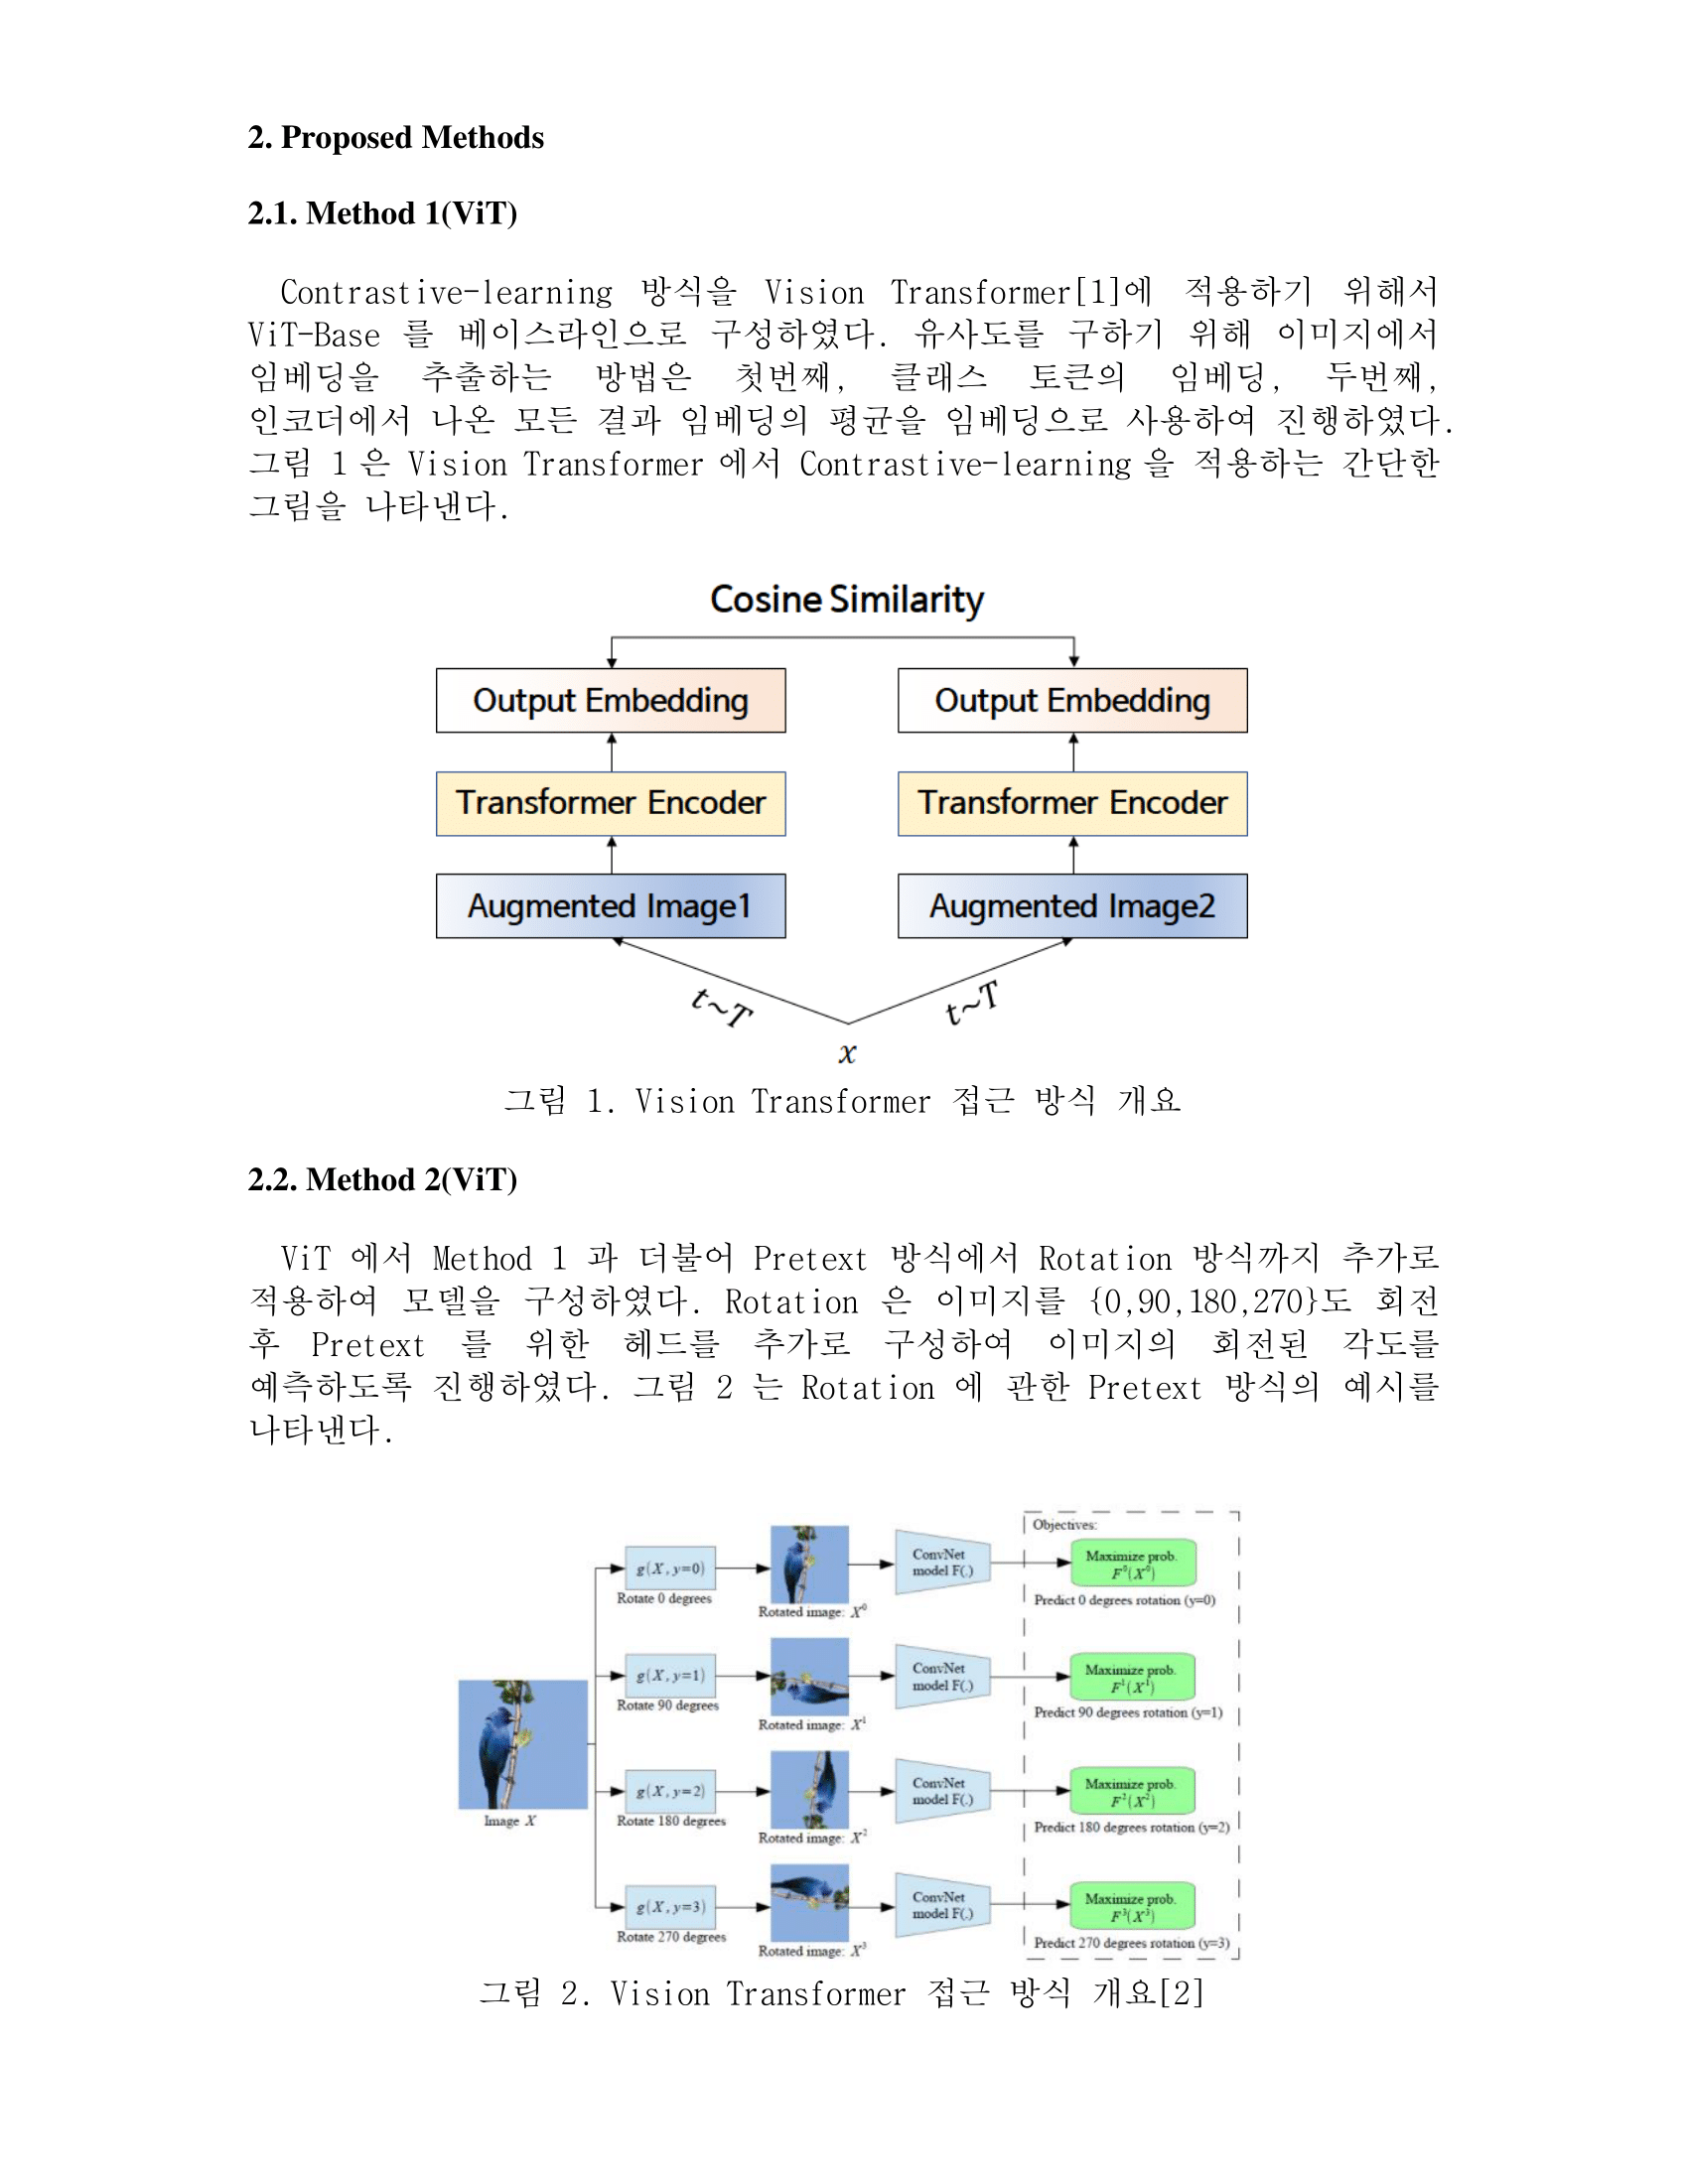 2. Proposed Methods
2.1. Method 1(ViT)
Contrastive-learning 방식을 Vision Transformer[1]에 적용하기 위해서
ViT-Base 를 베이스라인으로 구성하였다. 유사도를 구하기 위해 이미지에서
임베딩을 추출하는 방법은 첫번째, 클래스 토큰의 임베딩, 두번째,
인코더에서 나온 모든 결과 임베딩의 평균을 임베딩으로 사용하여 진행하였다.
그림 1 은 Vision Transformer 에서 Contrastive-learning 을 적용하는 간단한
그림을 나타낸다.
Cosine Similarity
Output Embedding Output Embedding
Transformer Encoder Transformer Encoder
Augmented Image1 Augmented Image2
t~T t~T
x
그림 1. Vision Transformer 접근 방식 개요
2.2. Method 2(ViT)
ViT 에서 Method 1 과 더불어 Pretext 방식에서 Rotation 방식까지 추가로
적용하여 모델을 구성하였다. Rotation 은 이미지를 {0,90,180,270}도 회전
후 Pretext 를 위한 헤드를 추가로 구성하여 이미지의 회전된 각도를
예측하도록 진행하였다. 그림 2 는 Rotation 에 관한 Pretext 방식의 예시를
나타낸다.
Objectives:
g(X, y=0) ConvNet model F(.) Maximize prob. F⁰(X⁰)
Rotate 0 degrees Rotated image: X⁰ Predict 0 degrees rotation (y=0)
g(X, y=1) ConvNet model F(.) Maximize prob. F¹(X¹)
Rotate 90 degrees Rotated image: X¹ Predict 90 degrees rotation (y=1)
Image X
g(X, y=2) ConvNet model F(.) Maximize prob. F²(X²)
Rotate 180 degrees Rotated image: X² Predict 180 degrees rotation (y=2)
g(X, y=3) ConvNet model F(.) Maximize prob. F³(X³)
Rotate 270 degrees Rotated image: X³ Predict 270 degrees rotation (y=3)
그림 2. Vision Transformer 접근 방식 개요[2]